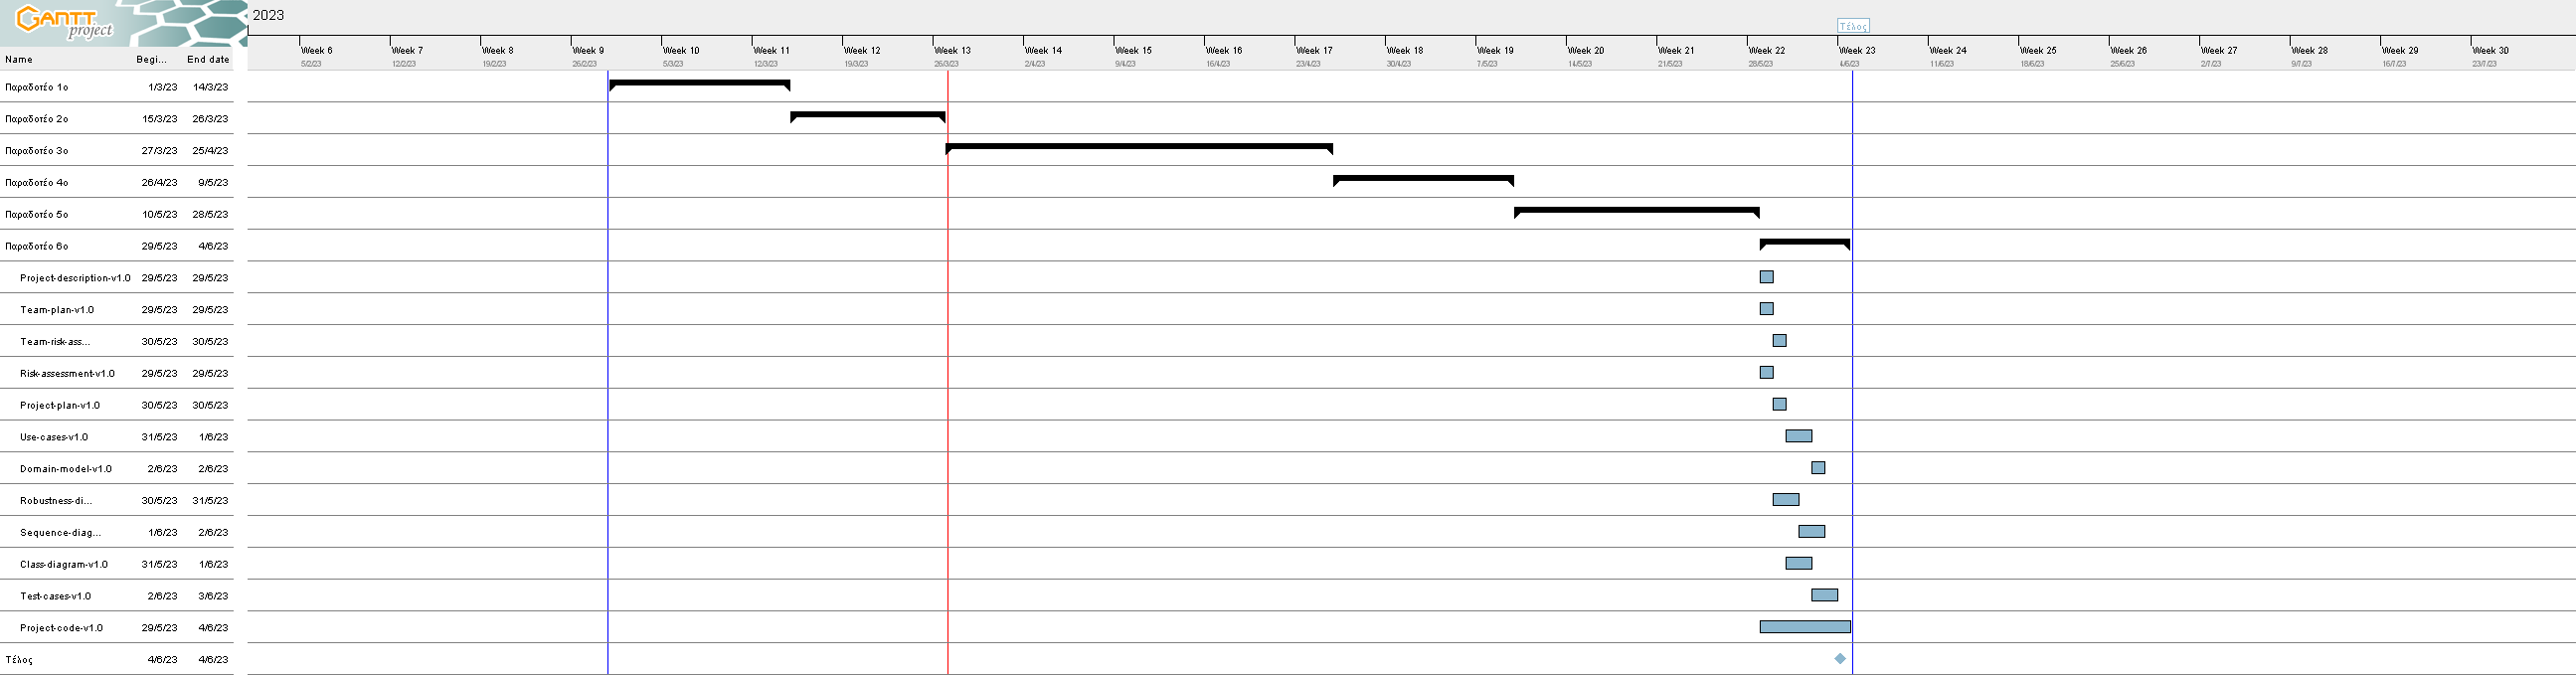 GANTT project
2023
Τέλος
Week 6 Week 7 Week 8 Week 9 Week 10 Week 11 Week 12 Week 13 Week 14 Week 15 Week 16 Week 17 Week 18 Week 19 Week 20 Week 21 Week 22 Week 23 Week 24 Week 25 Week 26 Week 27 Week 28 Week 29 Week 30
Name Begi... End date
5/2/23 12/2/23 19/2/23 26/2/23 5/3/23 12/3/23 19/3/23 26/3/23 2/4/23 9/4/23 16/4/23 23/4/23 30/4/23 7/5/23 14/5/23 21/5/23 28/5/23 4/6/23 11/6/23 18/6/23 25/6/23 2/7/23 9/7/23 16/7/23 23/7/23
Παραδοτέο 1ο 1/3/23 14/3/23
Παραδοτέο 2ο 15/3/23 26/3/23
Παραδοτέο 3ο 27/3/23 25/4/23
Παραδοτέο 4ο 26/4/23 9/5/23
Παραδοτέο 5ο 10/5/23 28/5/23
Παραδοτέο 6ο 29/5/23 4/6/23
Project-description-v1.0 29/5/23 29/5/23
Team-plan-v1.0 29/5/23 29/5/23
Team-risk-ass... 30/5/23 30/5/23
Risk-assessment-v1.0 29/5/23 29/5/23
Project-plan-v1.0 30/5/23 30/5/23
Use-cases-v1.0 31/5/23 1/6/23
Domain-model-v1.0 2/6/23 2/6/23
Robustness-di... 30/5/23 31/5/23
Sequence-diag... 1/6/23 2/6/23
Class-diagram-v1.0 31/5/23 1/6/23
Test-cases-v1.0 2/6/23 3/6/23
Project-code-v1.0 29/5/23 4/6/23
Τέλος 4/6/23 4/6/23